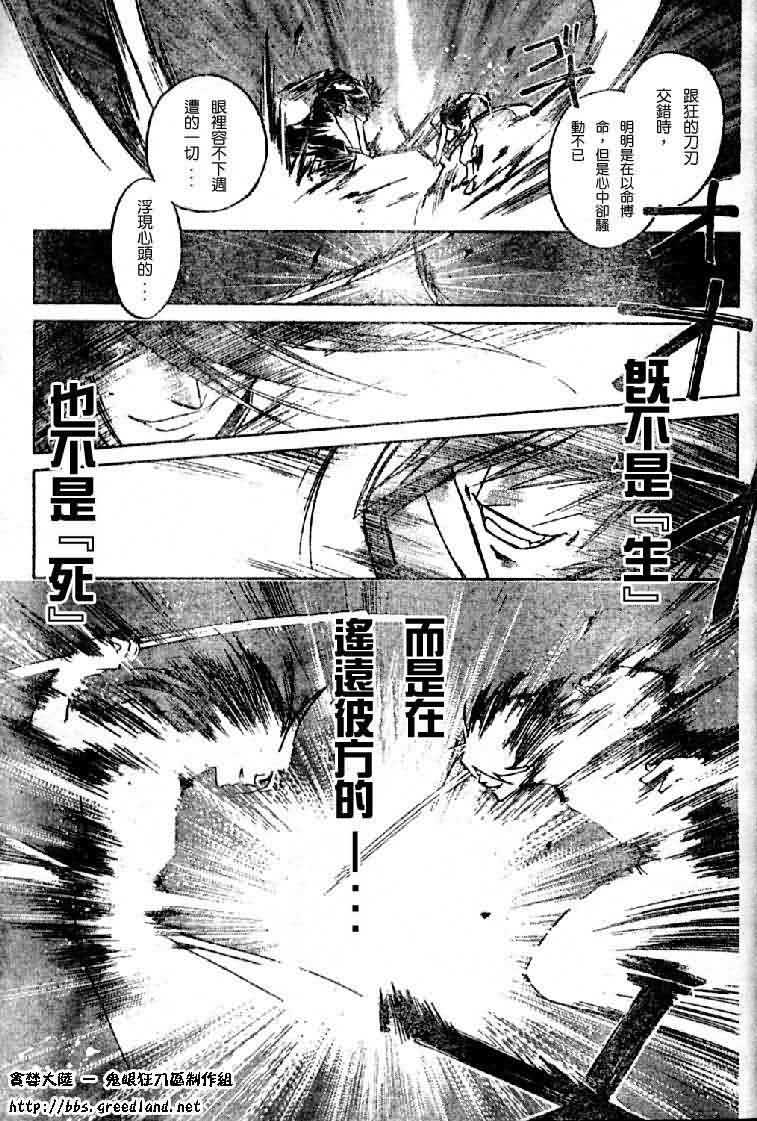 跟狂的刀刃
交錯時，
明明是在以命博
命，但是心中卻騷
動不已
ゴオオオ
眼裡容不下週
遭的一切...
浮現心頭的...
既不是『生』
也不是『死』
而是在
遙遠彼方的—...
貪婪大陸 — 鬼眼狂刀區制作組
http://bbs.greedland.net